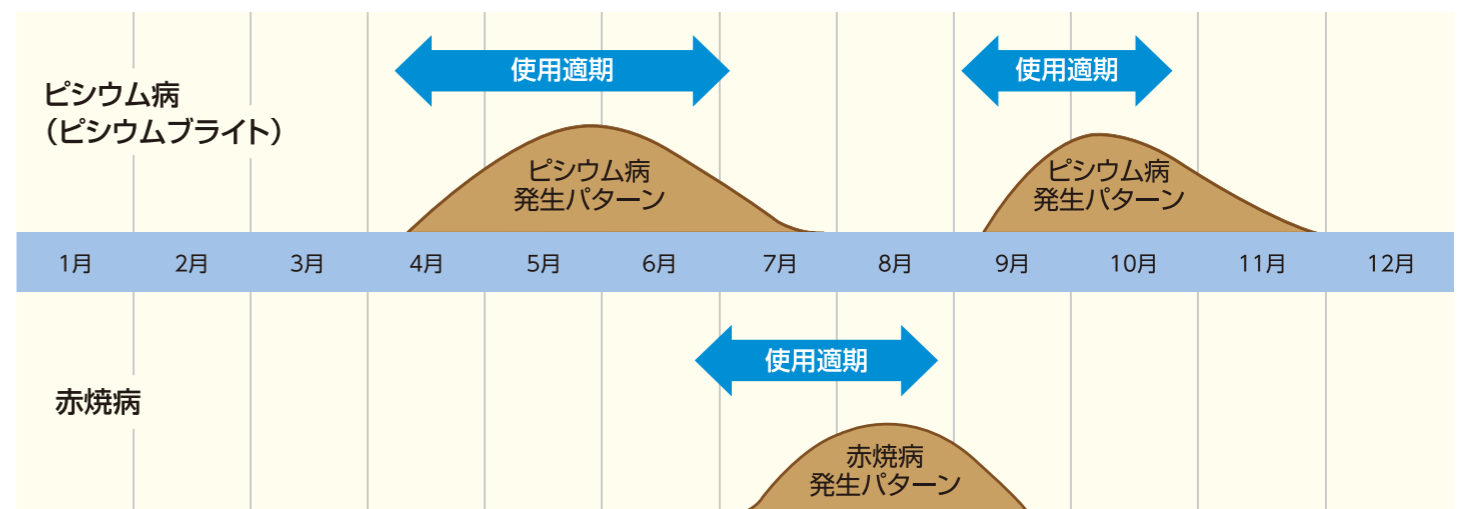 使用適期
使用適期
ピシウム病
（ピシウムブライト）
ピシウム病
発生パターン
ピシウム病
発生パターン
1月 2月 3月 4月 5月 6月 7月 8月 9月 10月 11月 12月
使用適期
赤焼病
赤焼病
発生パターン